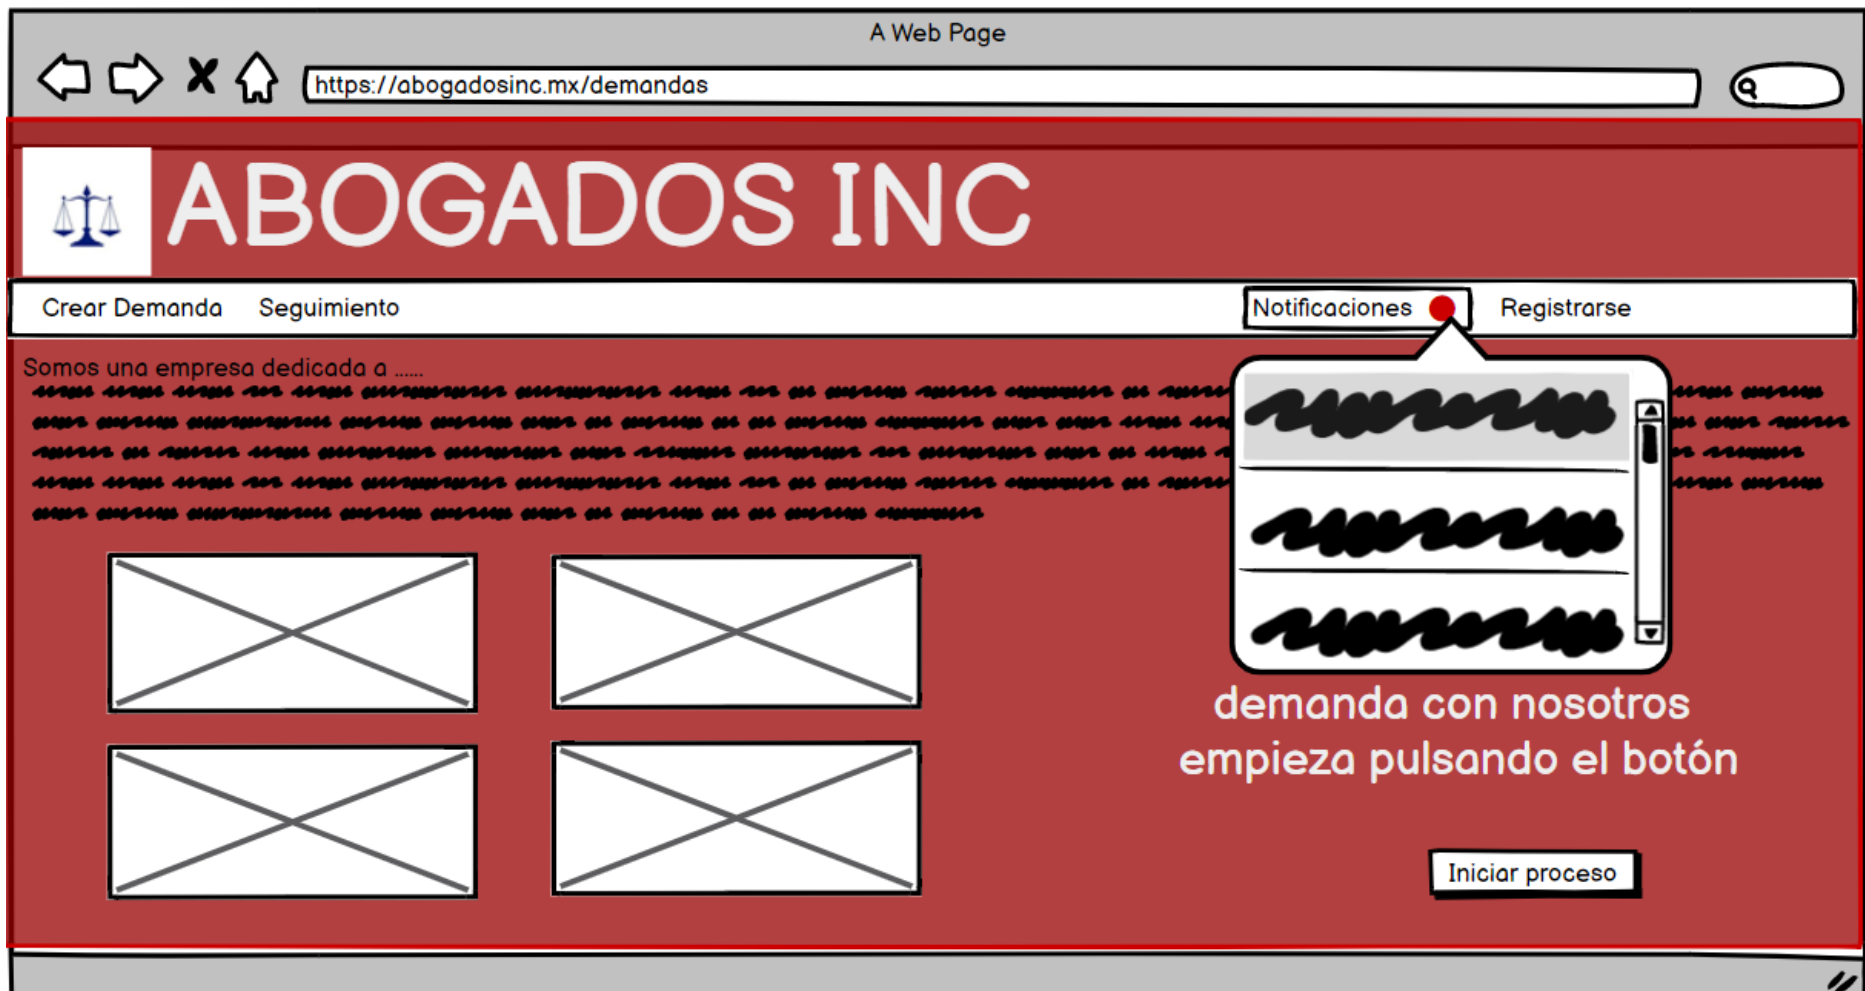 A Web Page
https://abogadosinc.mx/demandas
ABOGADOS INC
Crear Demanda Seguimiento Notificaciones Registrarse
Somos una empresa dedicada a ......
demanda con nosotros
empieza pulsando el botón
Iniciar proceso